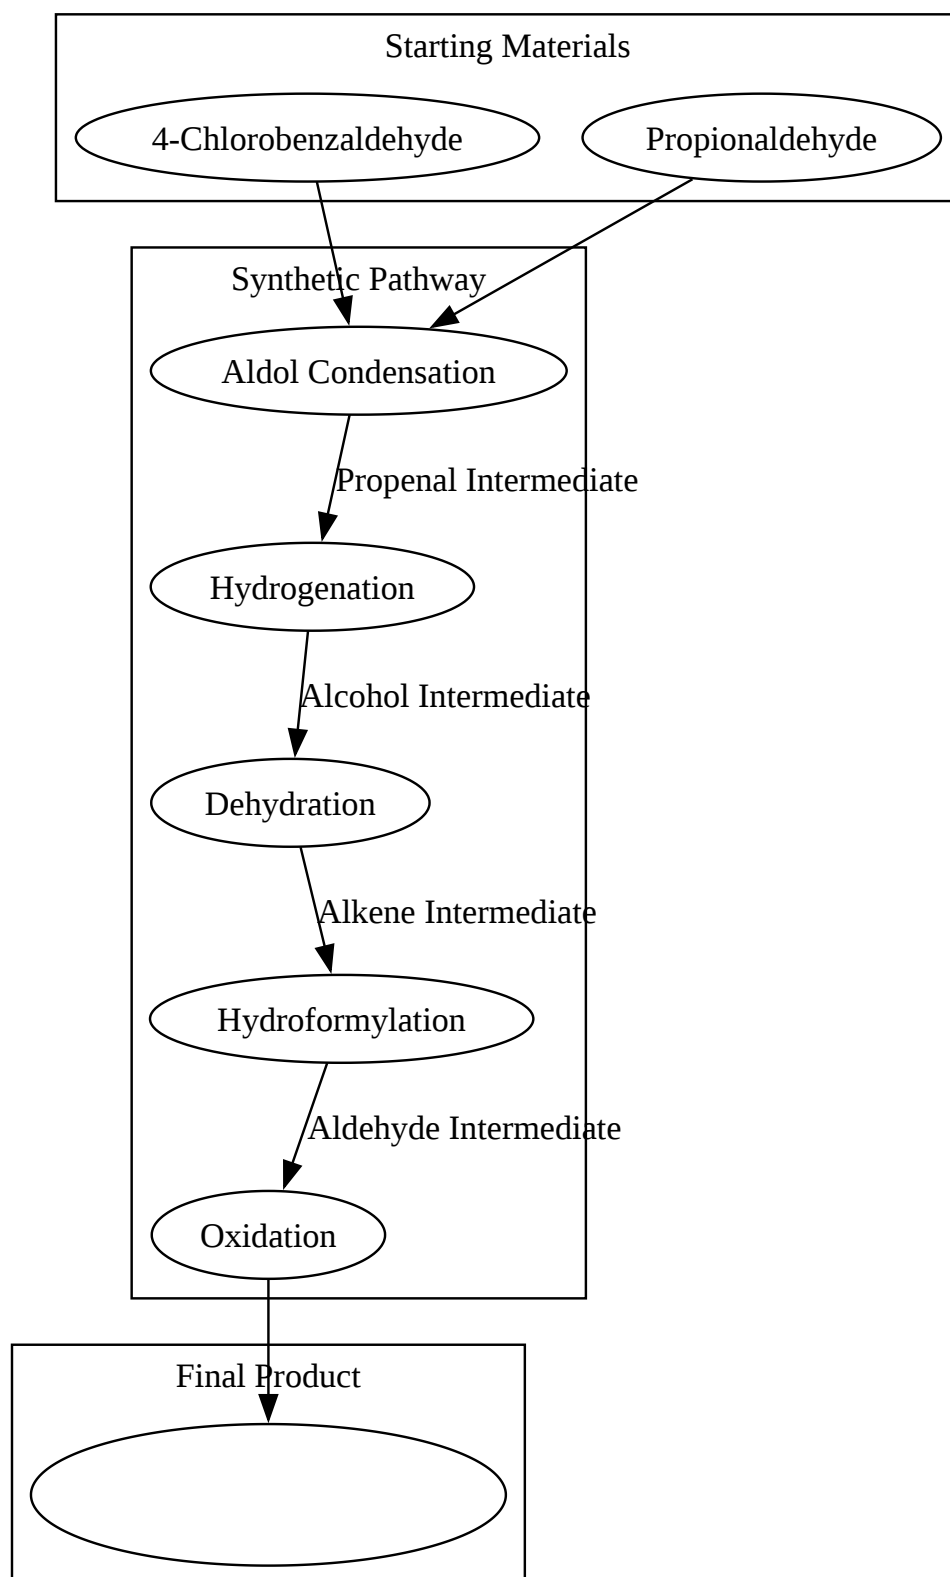 Starting Materials
4-Chlorobenzaldehyde
Propionaldehyde
Synthetic Pathway
Aldol Condensation
Propenal Intermediate
Hydrogenation
Alcohol Intermediate
Dehydration
Alkene Intermediate
Hydroformylation
Aldehyde Intermediate
Oxidation
Final Product